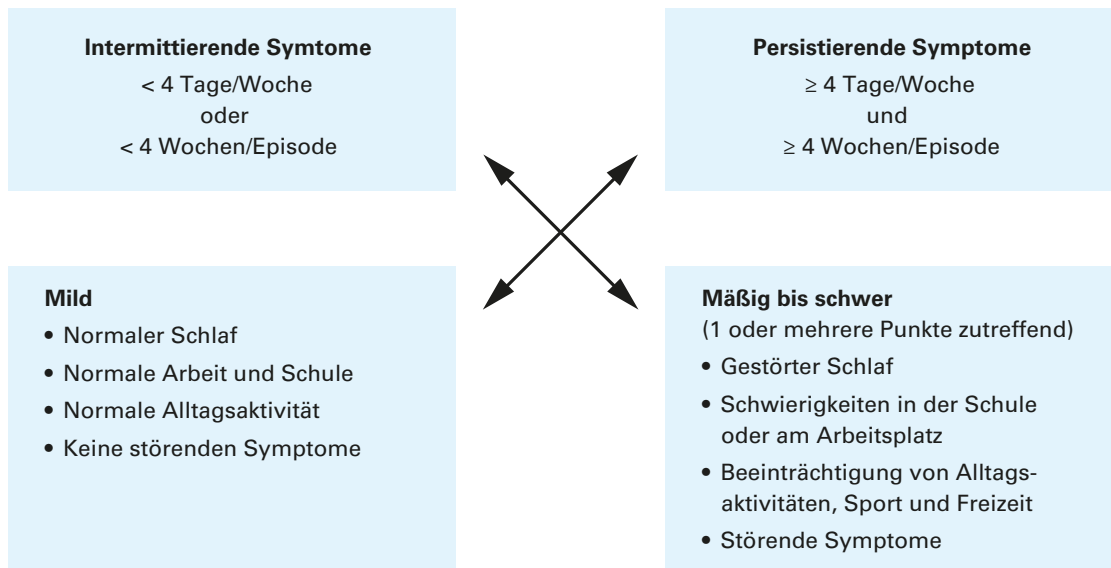 Intermittierende Symtome
< 4 Tage/Woche
oder
< 4 Wochen/Episode
Persistierende Symptome
≥ 4 Tage/Woche
und
≥ 4 Wochen/Episode
Mild
• Normaler Schlaf
• Normale Arbeit und Schule
• Normale Alltagsaktivität
• Keine störenden Symptome
Mäßig bis schwer
(1 oder mehrere Punkte zutreffend)
• Gestörter Schlaf
• Schwierigkeiten in der Schule
oder am Arbeitsplatz
• Beeinträchtigung von Alltags-
aktivitäten, Sport und Freizeit
• Störende Symptome